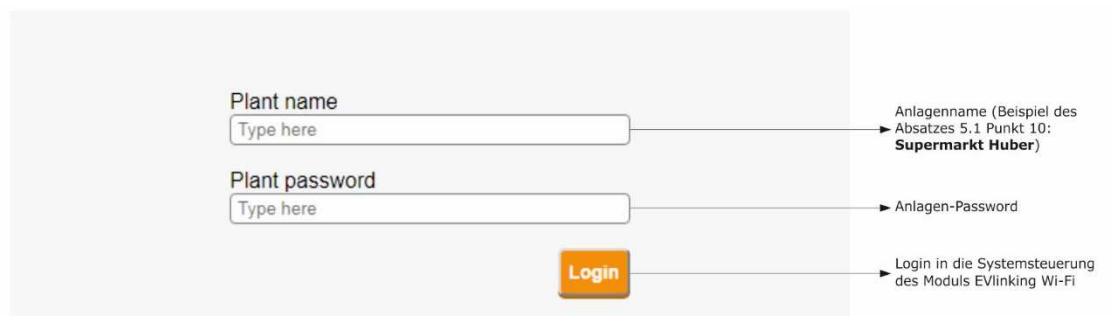 Plant name
Type here
Anlagenname (Beispiel des
Absatzes 5.1 Punkt 10:
Supermarkt Huber)
Plant password
Type here
Anlagen-Password
Login
Login in die Systemsteuerung
des Moduls EVlinking Wi-Fi